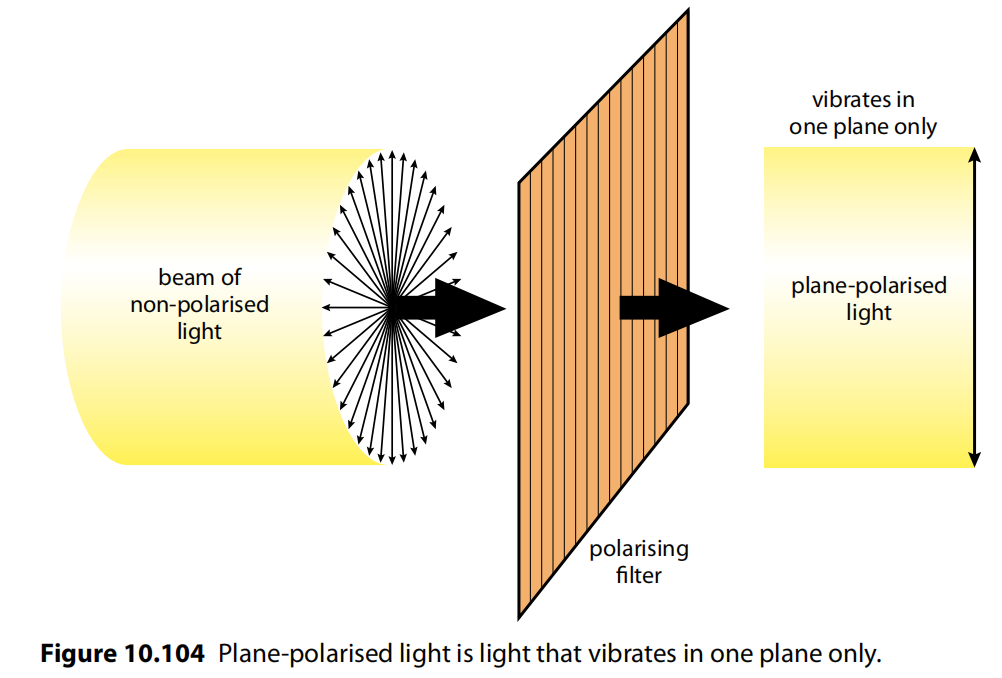 vibrates in
one plane only
beam of
non-polarised
light
plane-polarised
light
polarising
filter
Figure 10.104 Plane-polarised light is light that vibrates in one plane only.